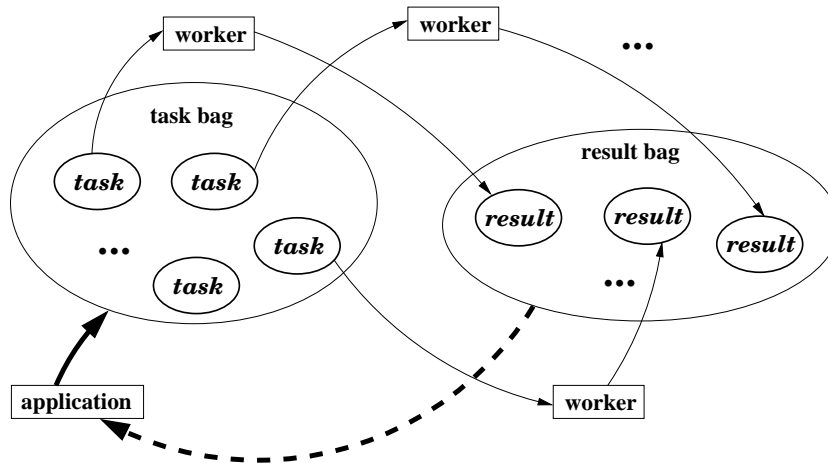 worker
worker
...
task bag
result bag
task
task
result
result
result
task
...
task
...
application
worker